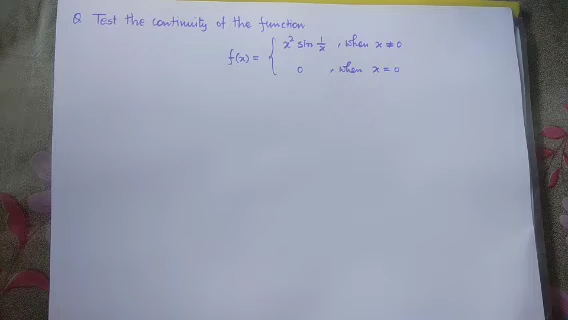 Q Test the continuity of the function
f(x) = { x² sin 1/x , when x ≠ 0
0 , when x = 0